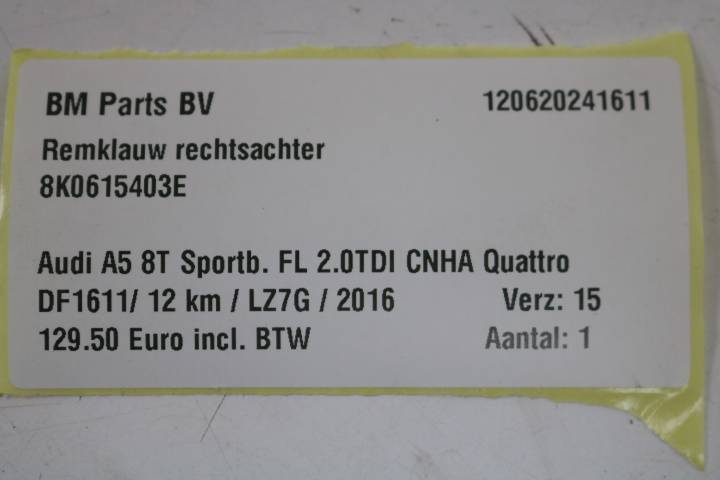 BM Parts BV 120620241611
Remklauw rechtsachter
8K0615403E
Audi A5 8T Sportb. FL 2.0TDI CNHA Quattro
DF1611/ 12 km / LZ7G / 2016 Verz: 15
129.50 Euro incl. BTW Aantal: 1